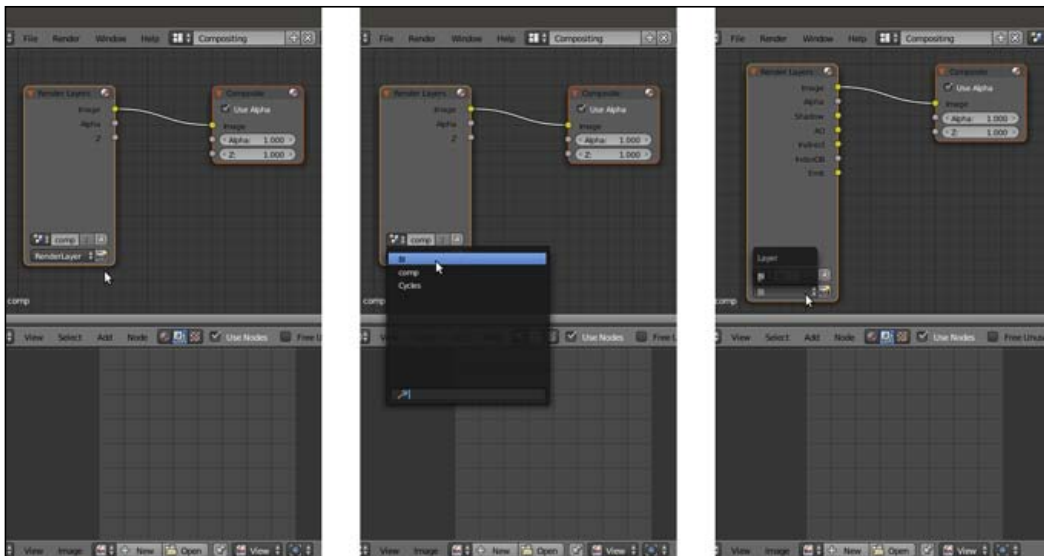 File Render Window Help Compositing
Render Layers
Image
Alpha
Z
comp
RenderLayer
Composite
Use Alpha
Image
Alpha: 1.000
Z: 1.000
comp
View Select Add Node Use Nodes Free U
View Image New Open View
File Render Window Help Compositing
Render Layers
Image
Alpha
Z
comp
BI
comp
Cycles
Composite
Use Alpha
Image
Alpha: 1.000
Z: 1.000
comp
Use Nodes Free U
View Image New Open View
File Render Window Help Compositing
Render Layers
Image
Alpha
Shadow
AO
Indirect
IndexOB
Emit
Layer
BI
BI
Composite
Use Alpha
Image
Alpha: 1.000
Z: 1.000
comp
View Select Add Node Use Nodes Free Unus
View Image New Open View